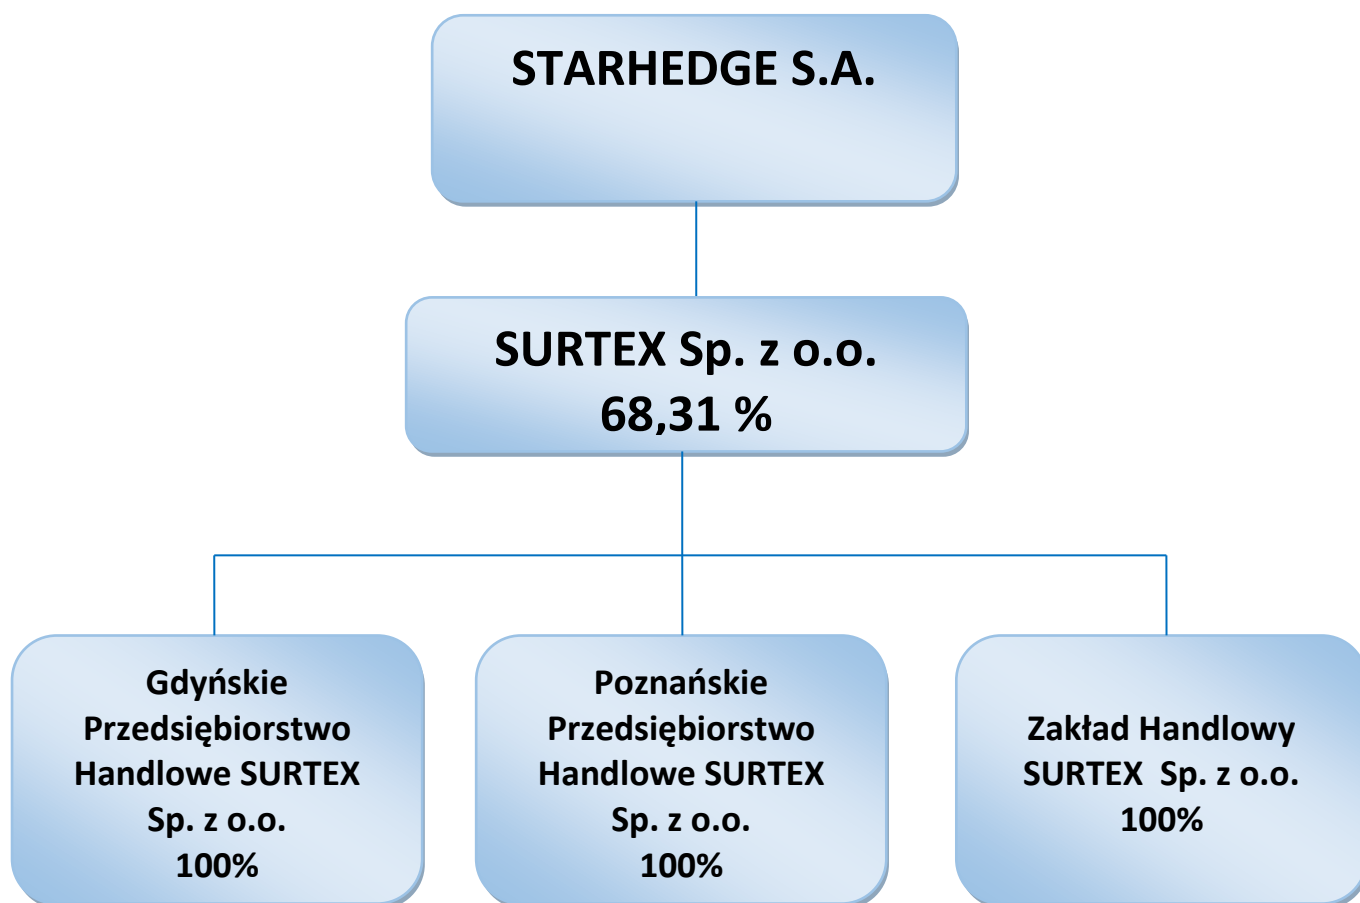 STARHEDGE S.A.
SURTEX Sp. z o.o.
68,31 %
Gdyńskie
Przedsiębiorstwo
Handlowe SURTEX
Sp. z o.o.
100%
Poznańskie
Przedsiębiorstwo
Handlowe SURTEX
Sp. z o.o.
100%
Zakład Handlowy
SURTEX  Sp. z o.o.
100%